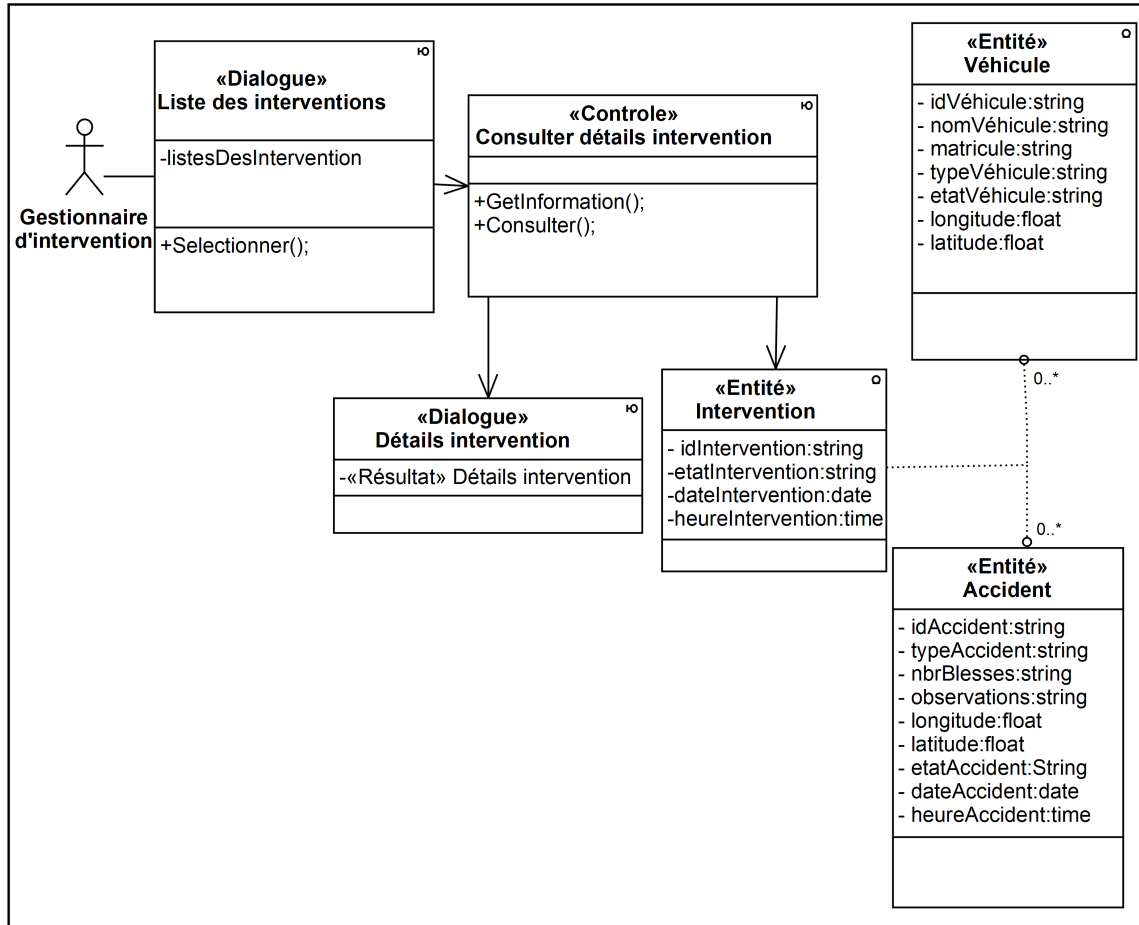 Gestionnaire
d'intervention
«Dialogue»
Liste des interventions
-listesDesIntervention
+Selectionner();
«Controle»
Consulter détails intervention
+GetInformation();
+Consulter();
«Entité»
Véhicule
- idVéhicule:string
- nomVéhicule:string
- matricule:string
- typeVéhicule:string
- etatVéhicule:string
- longitude:float
- latitude:float
0..*
«Dialogue»
Détails intervention
-«Résultat» Détails intervention
«Entité»
Intervention
- idIntervention:string
-etatIntervention:string
-dateIntervention:date
-heureIntervention:time
0..*
«Entité»
Accident
- idAccident:string
- typeAccident:string
- nbrBlesses:string
- observations:string
- longitude:float
- latitude:float
- etatAccident:String
- dateAccident:date
- heureAccident:time